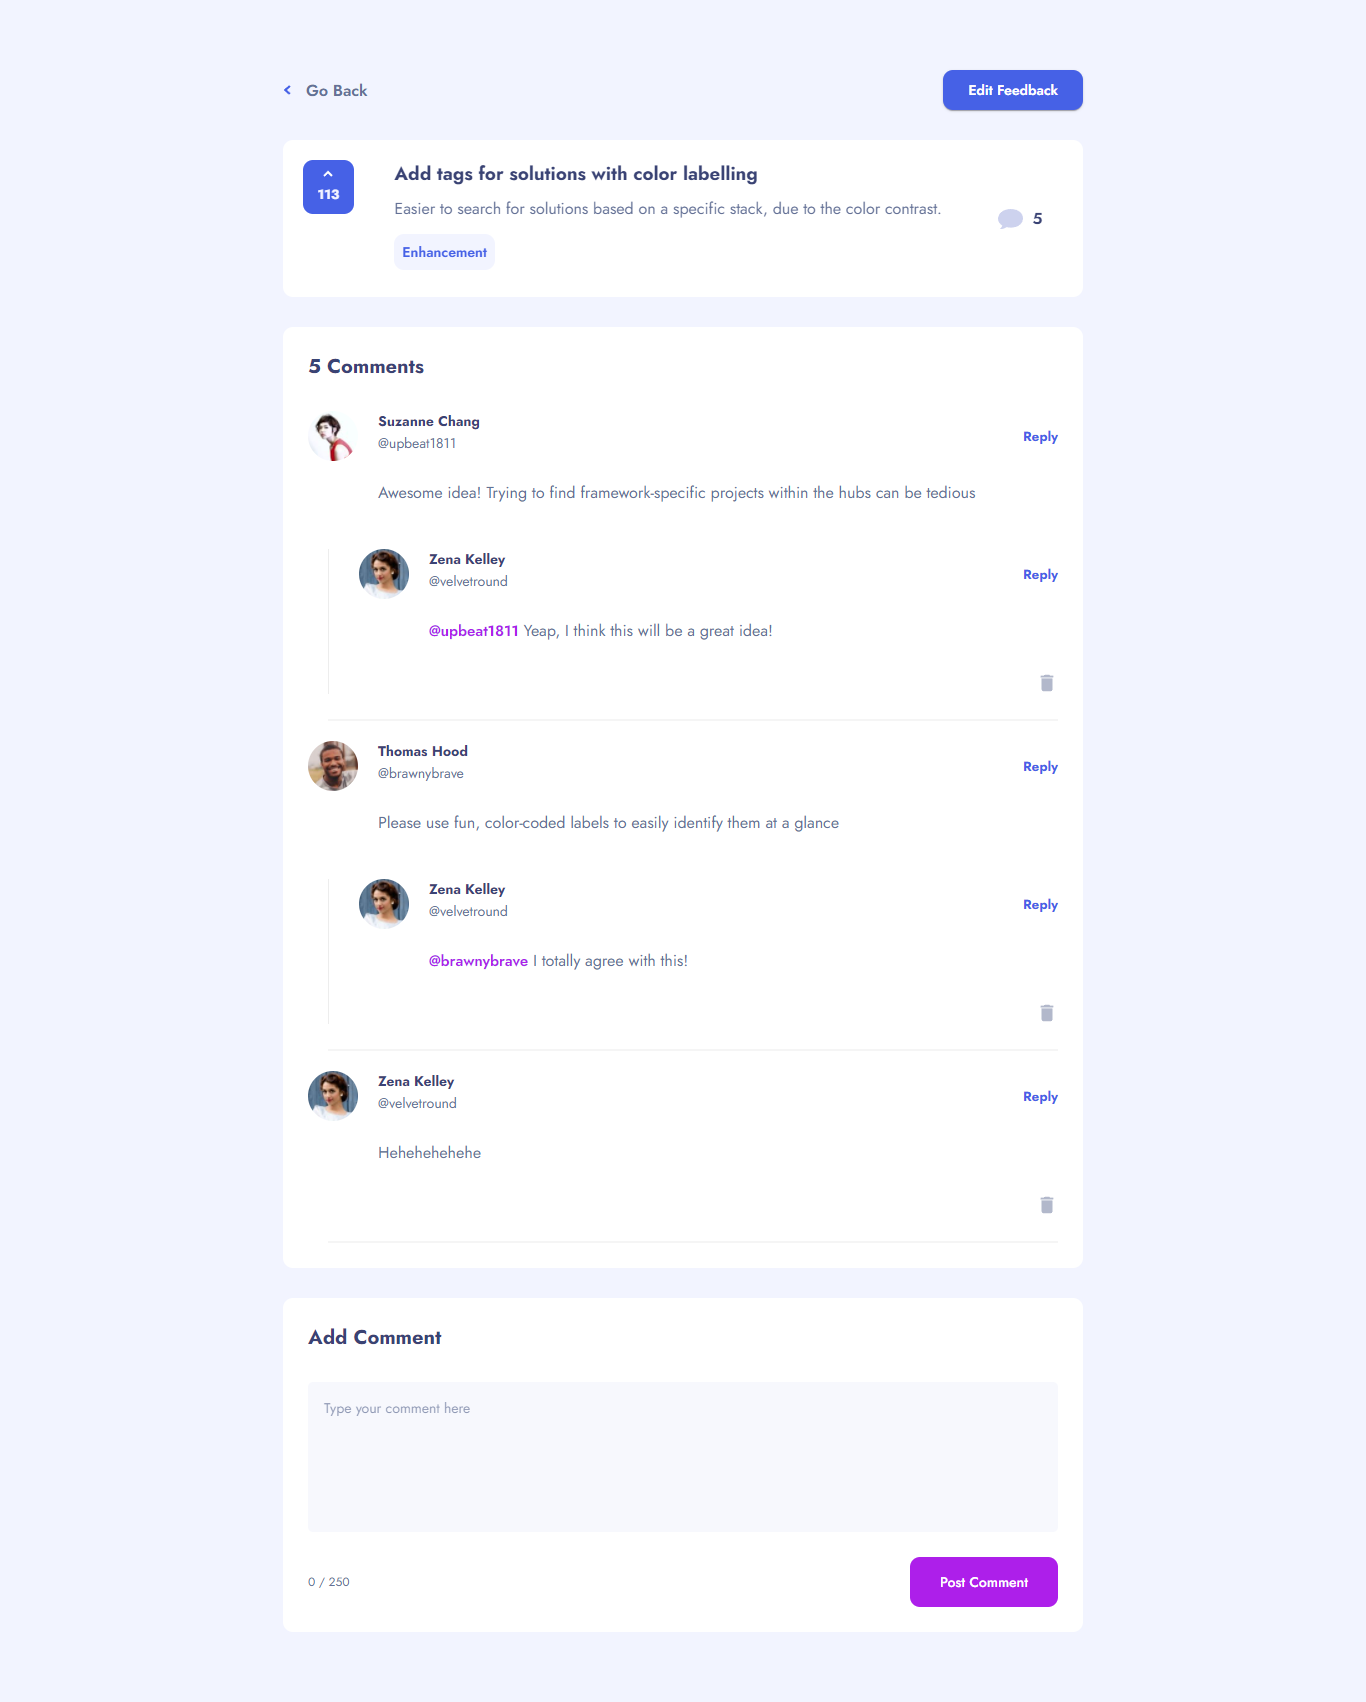 Go Back
Edit Feedback
113
Add tags for solutions with color labelling
Easier to search for solutions based on a specific stack, due to the color contrast.
5
Enhancement
5 Comments
Suzanne Chang
@upbeat1811
Reply
Awesome idea! Trying to find framework-specific projects within the hubs can be tedious
Zena Kelley
@velvetround
Reply
@upbeat1811 Yeap, I think this will be a great idea!
Thomas Hood
@brawnybrave
Reply
Please use fun, color-coded labels to easily identify them at a glance
Zena Kelley
@velvetround
Reply
@brawnybrave I totally agree with this!
Zena Kelley
@velvetround
Reply
Hehehehehehe
Add Comment
Type your comment here
0 / 250
Post Comment